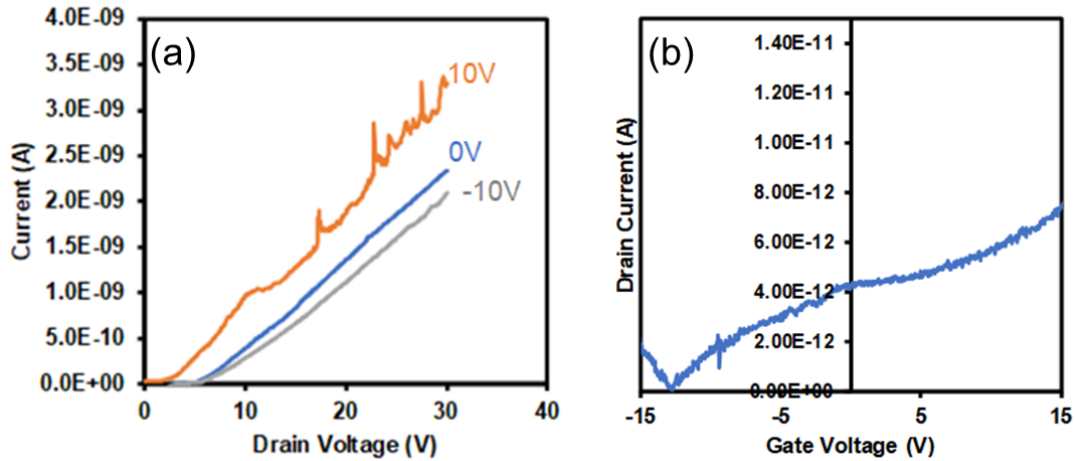 (a)
Current (A)
4.0E-09
3.5E-09
3.0E-09
2.5E-09
2.0E-09
1.5E-09
1.0E-09
5.0E-10
0.0E+00
10V
0V
-10V
0 10 20 30 40
Drain Voltage (V)
(b)
Drain Current (A)
1.40E-11
1.20E-11
1.00E-11
8.00E-12
6.00E-12
4.00E-12
2.00E-12
0.00E+00
-15 -5 5 15
Gate Voltage (V)